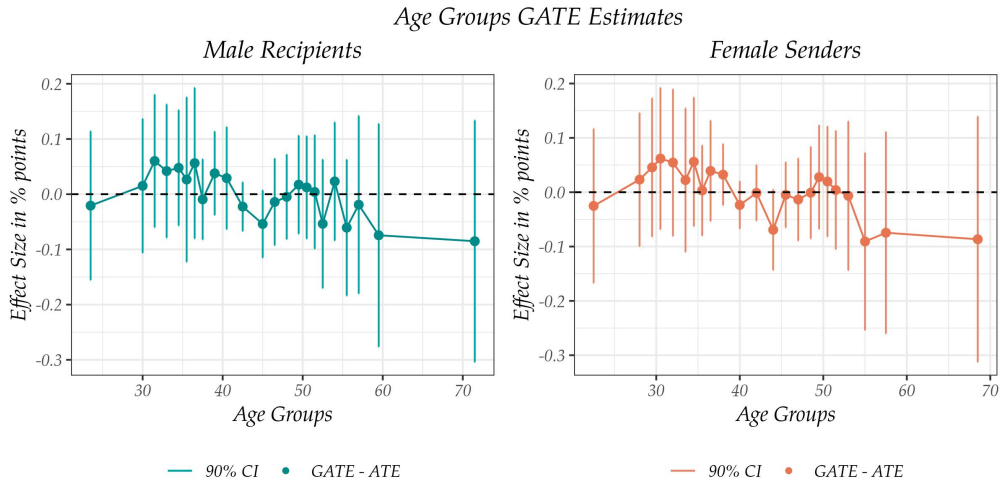 Age Groups GATE Estimates
Male Recipients
Effect Size in % points
0.2
0.1
0.0
-0.1
-0.2
-0.3
30 40 50 60 70
Age Groups
90% CI GATE - ATE
Female Senders
Effect Size in % points
0.2
0.1
0.0
-0.1
-0.2
-0.3
30 40 50 60 70
Age Groups
90% CI GATE - ATE